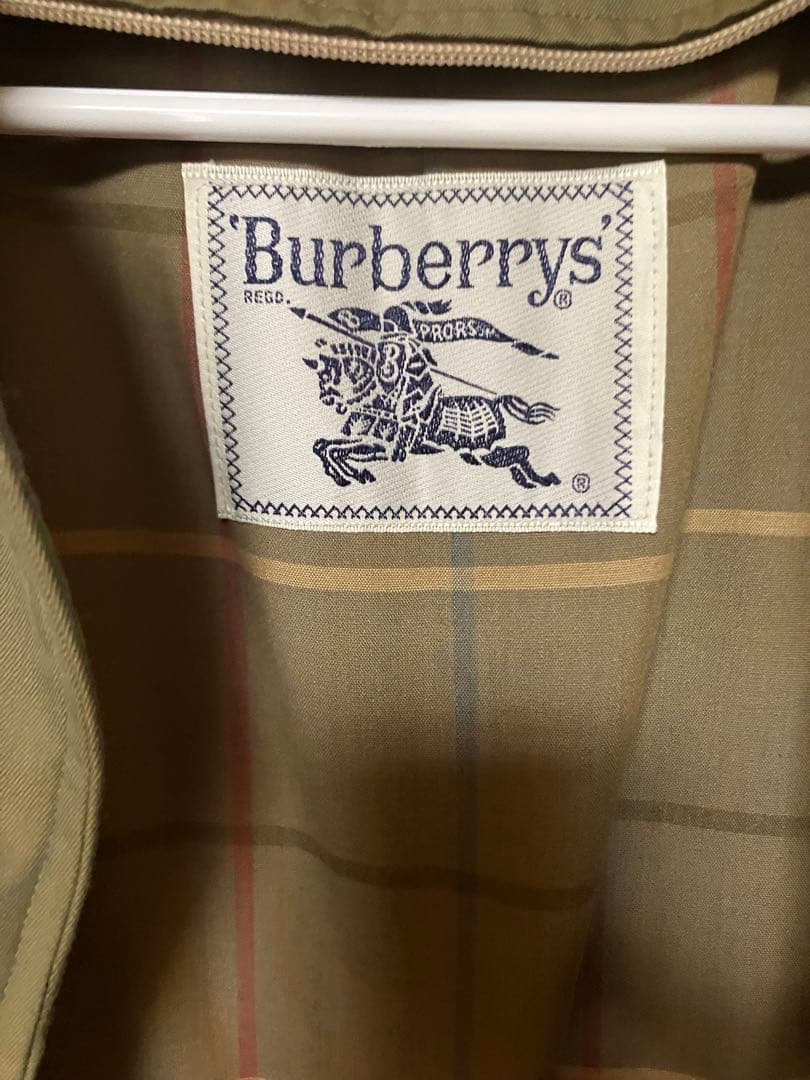 'Burberrys'
REGD.
®
PRORSUM
®